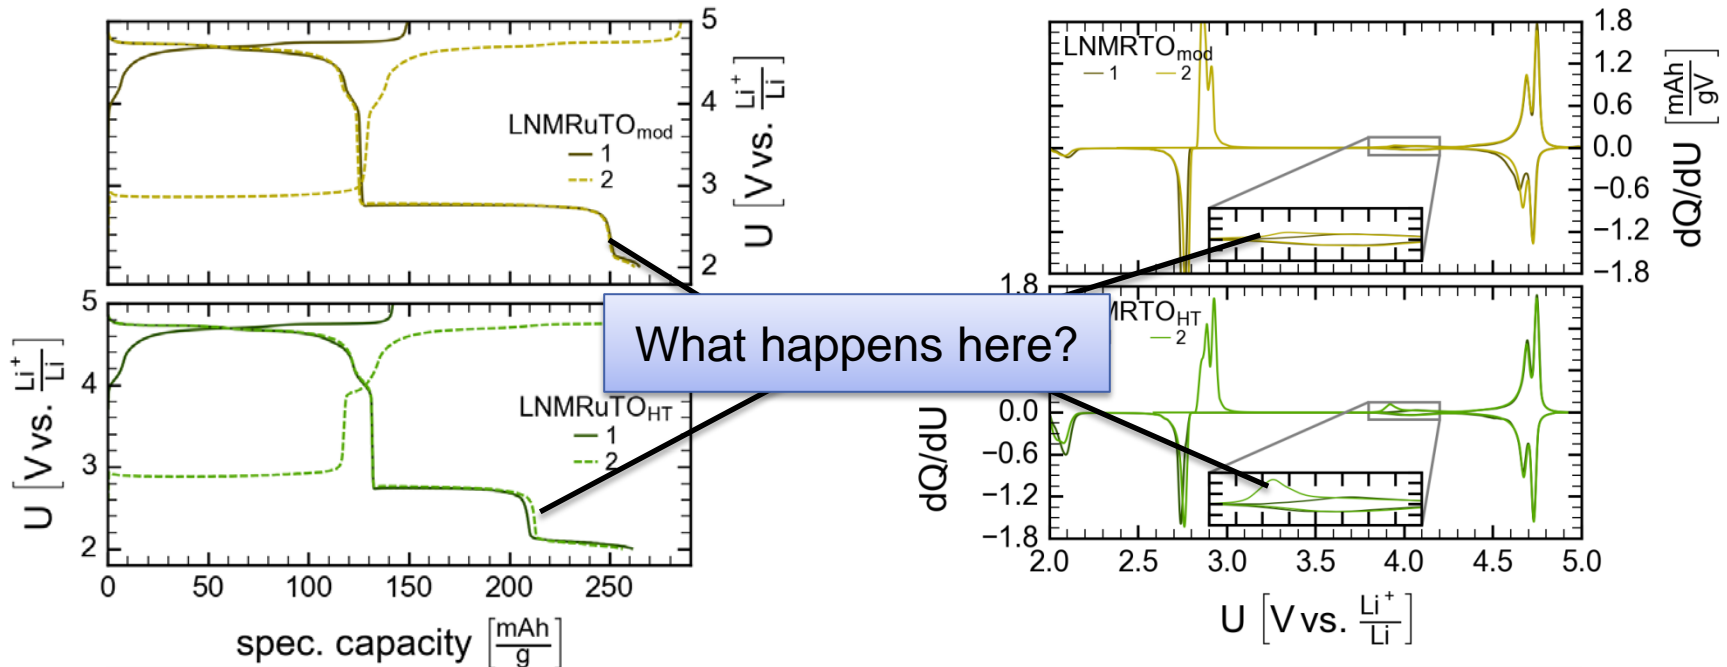 5
4
3
2
U [V vs. Li⁺/Li]
LNMRuTO_mod
1
2
5
4
3
2
U [V vs. Li⁺/Li]
LNMRuTO_HT
1
2
0 50 100 150 200 250
spec. capacity [mAh/g]
What happens here?
LNMRTO_mod
1 2
1.8
1.2
0.6
0.0
−0.6
−1.2
−1.8
dQ/dU [mAh/gV]
1.8
MRTO_HT
2
0.0
−0.6
−1.2
−1.8
dQ/dU
2.0 2.5 3.0 3.5 4.0 4.5 5.0
U [V vs. Li⁺/Li]